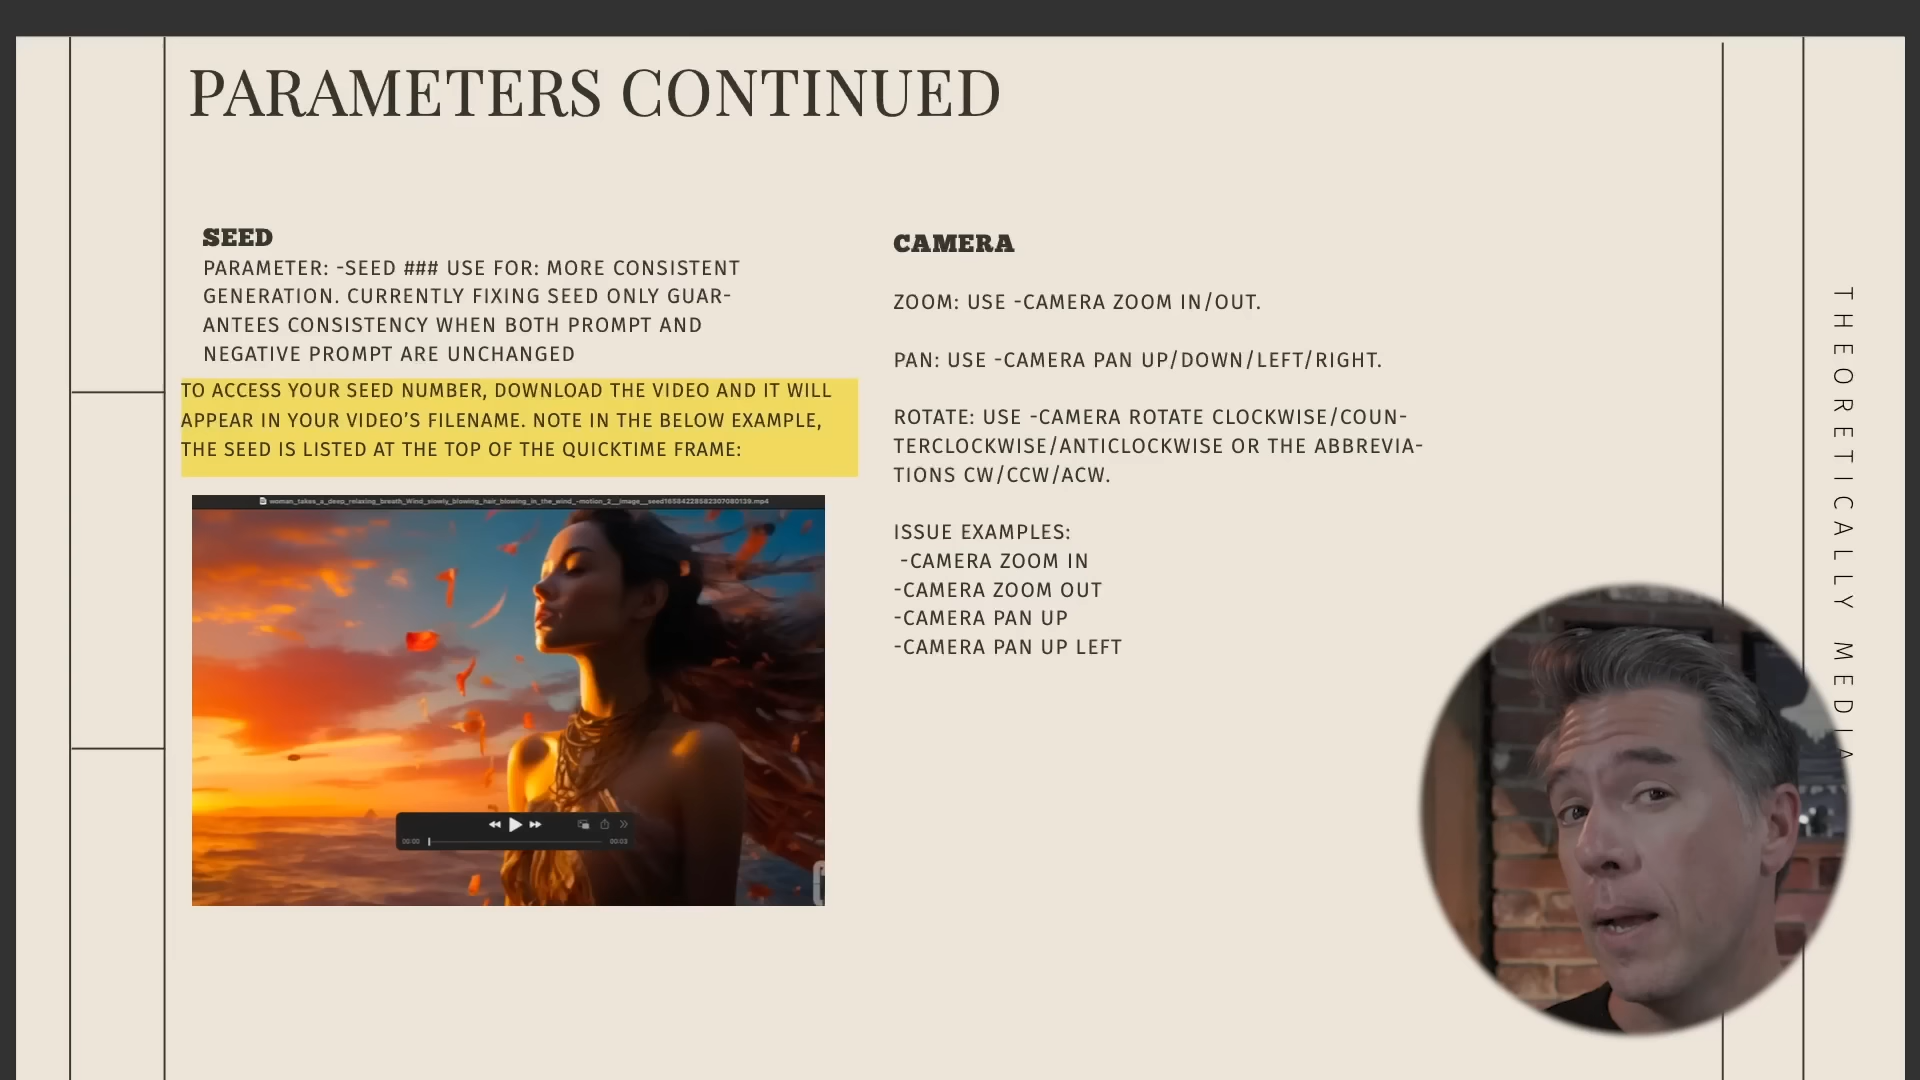 PARAMETERS CONTINUED
SEED
PARAMETER: -SEED ### USE FOR: MORE CONSISTENT
GENERATION. CURRENTLY FIXING SEED ONLY GUAR-
ANTEES CONSISTENCY WHEN BOTH PROMPT AND
NEGATIVE PROMPT ARE UNCHANGED
TO ACCESS YOUR SEED NUMBER, DOWNLOAD THE VIDEO AND IT WILL
APPEAR IN YOUR VIDEO’S FILENAME. NOTE IN THE BELOW EXAMPLE,
THE SEED IS LISTED AT THE TOP OF THE QUICKTIME FRAME:
00:00
00:03
CAMERA
ZOOM: USE -CAMERA ZOOM IN/OUT.
PAN: USE -CAMERA PAN UP/DOWN/LEFT/RIGHT.
ROTATE: USE -CAMERA ROTATE CLOCKWISE/COUN-
TERCLOCKWISE/ANTICLOCKWISE OR THE ABBREVIA-
TIONS CW/CCW/ACW.
ISSUE EXAMPLES:
-CAMERA ZOOM IN
-CAMERA ZOOM OUT
-CAMERA PAN UP
-CAMERA PAN UP LEFT
THEORETICALLY MEDIA